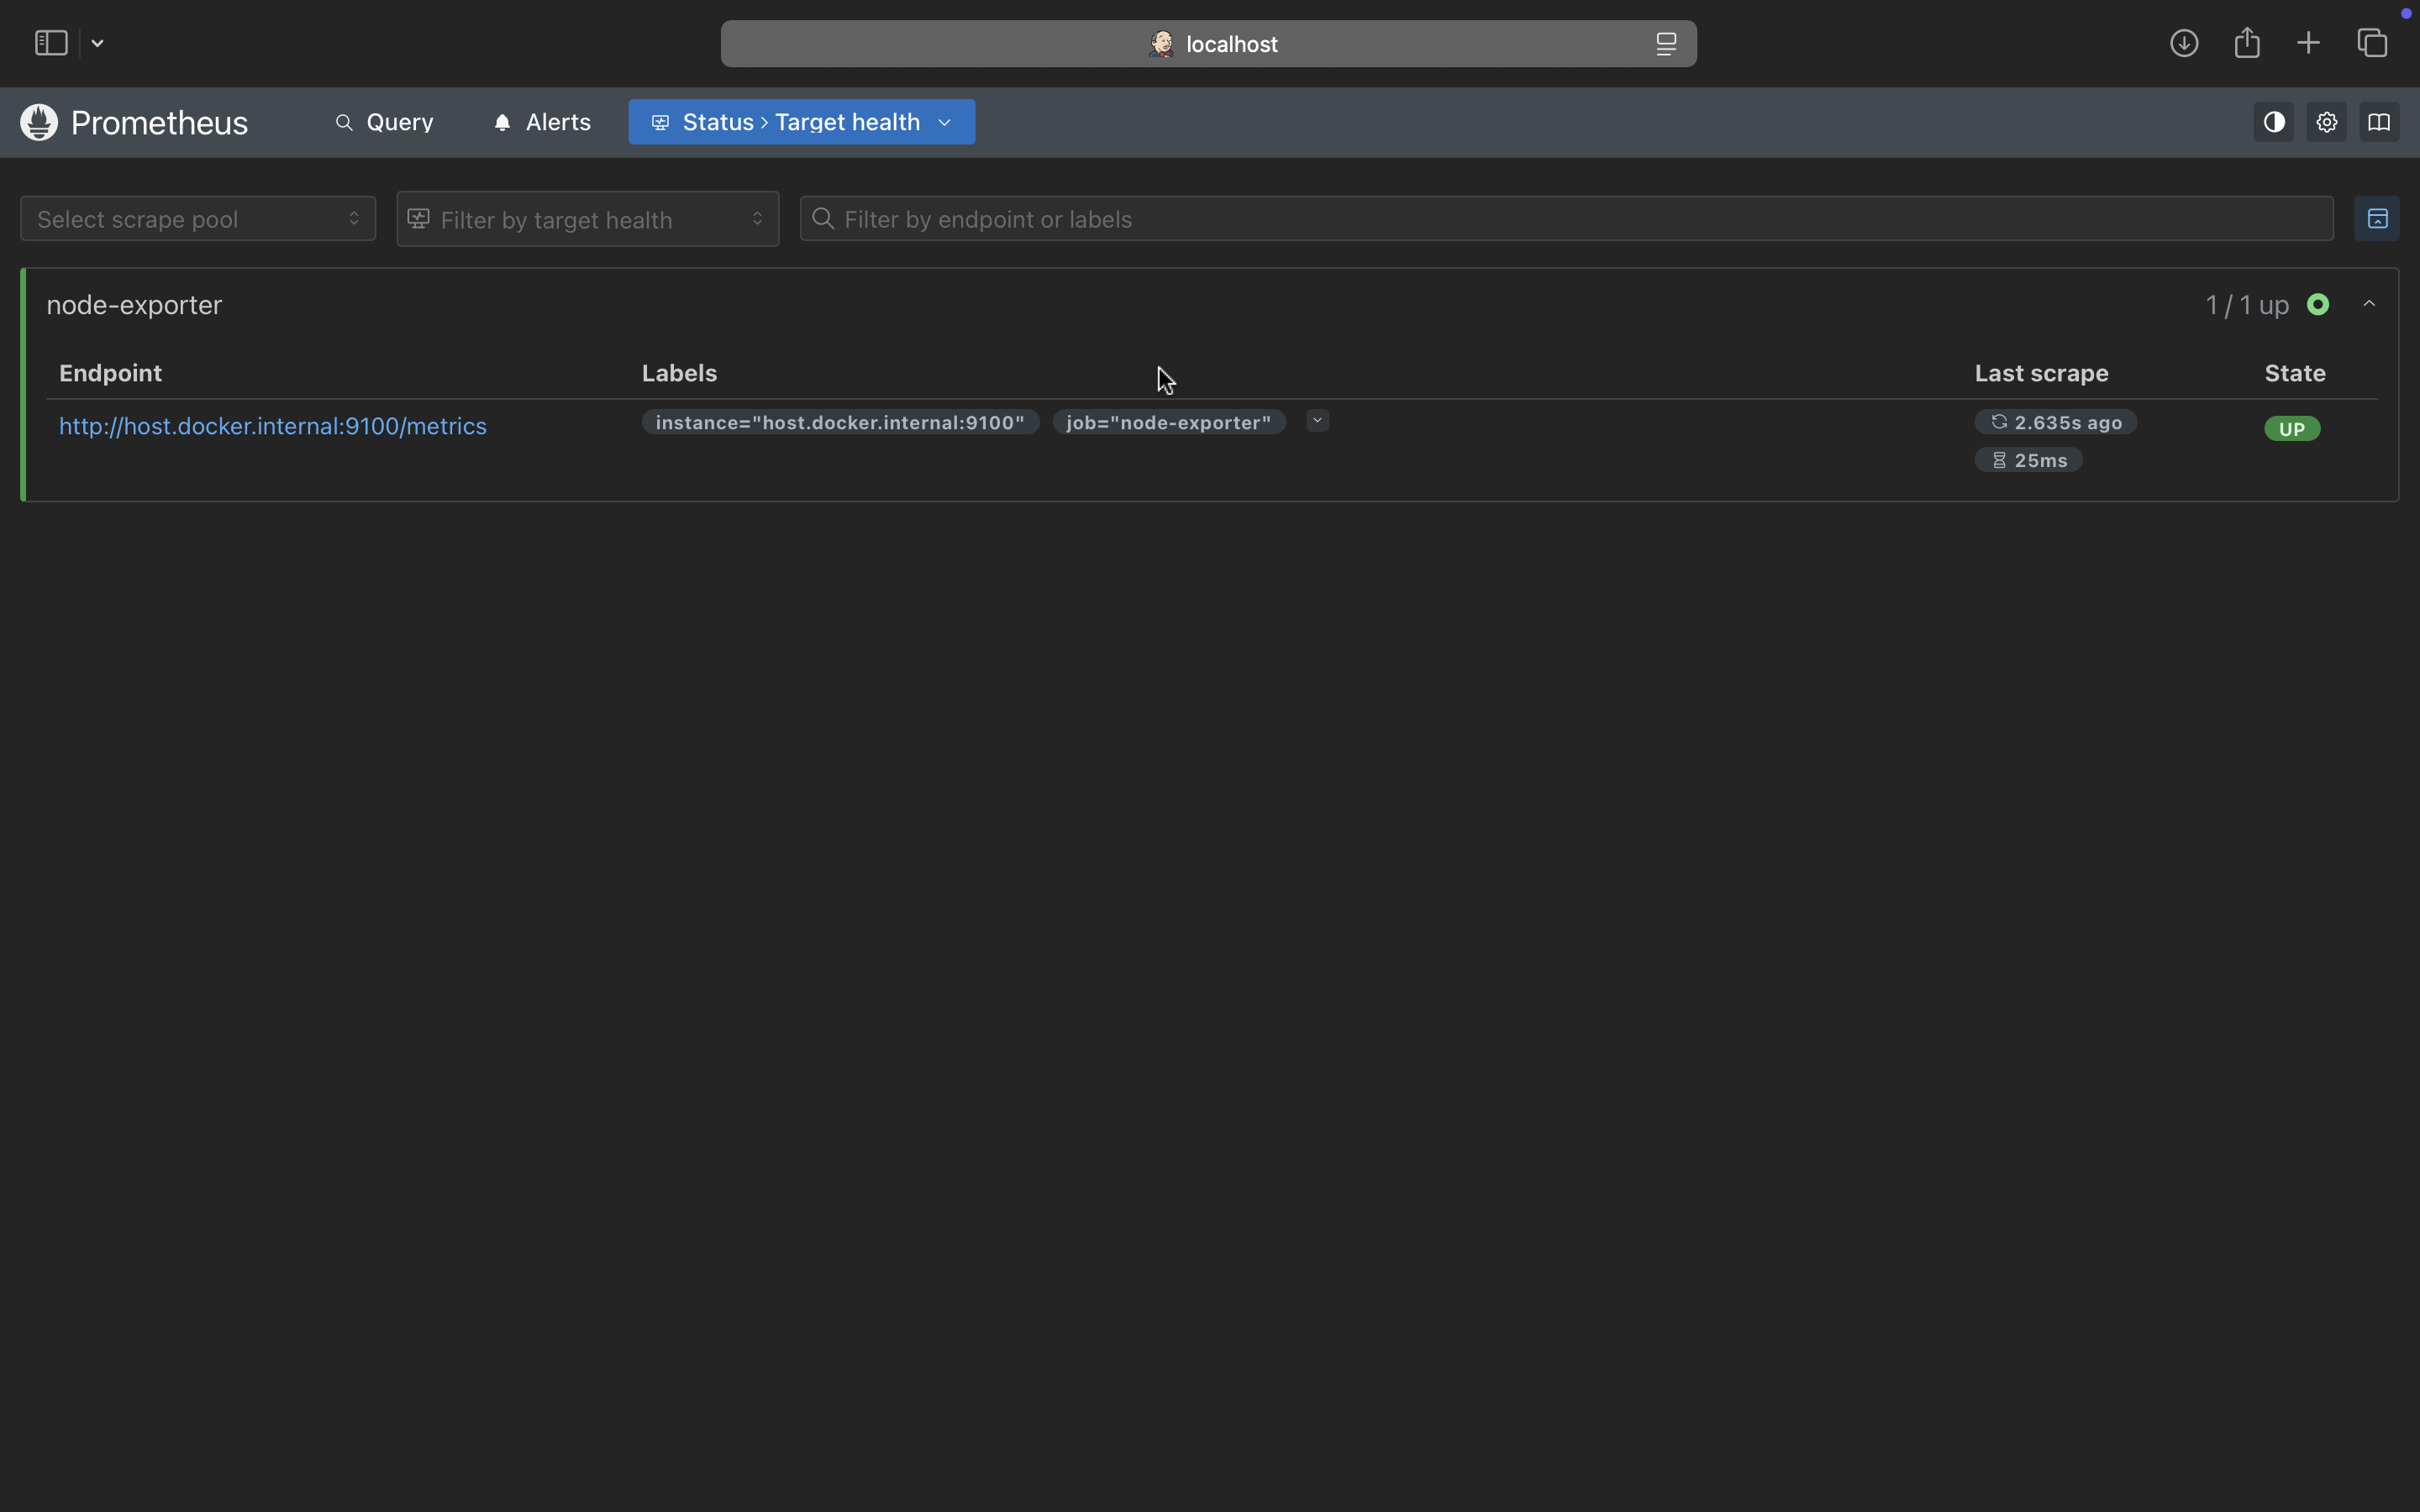 localhost
Prometheus
Query
Alerts
Status > Target health
Select scrape pool
Filter by target health
Filter by endpoint or labels
node-exporter
1 / 1 up
Endpoint
Labels
Last scrape
State
http://host.docker.internal:9100/metrics
instance="host.docker.internal:9100"
job="node-exporter"
2.635s ago
UP
25ms